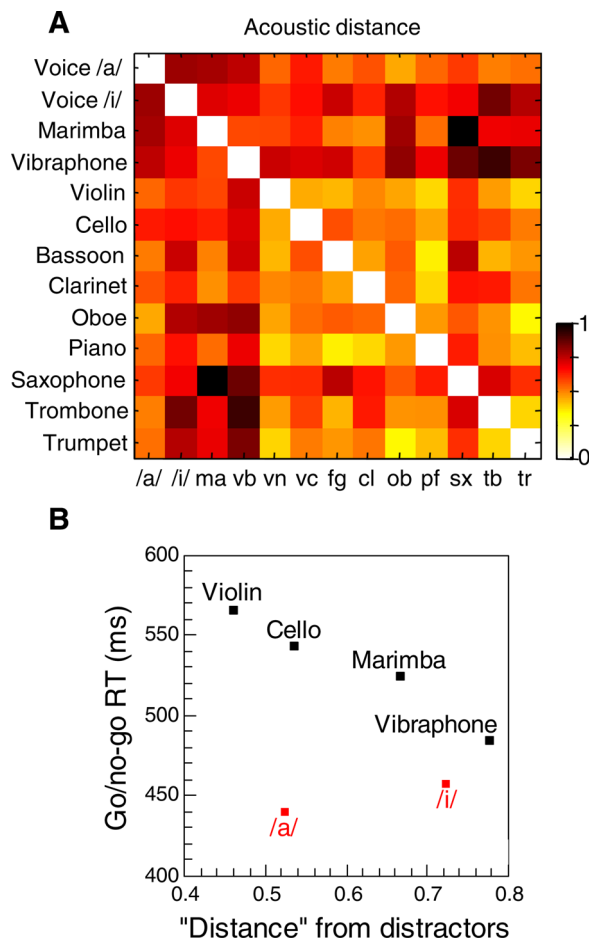 A
Acoustic distance
Voice /a/
Voice /i/
Marimba
Vibraphone
Violin
Cello
Bassoon
Clarinet
Oboe
Piano
Saxophone
Trombone
Trumpet
/a/ /i/ ma vb vn vc fg cl ob pf sx tb tr
1
0
B
Go/no-go RT (ms)
600
550
500
450
400
Violin
Cello
Marimba
Vibraphone
/i/
/a/
0.4 0.5 0.6 0.7 0.8
"Distance" from distractors